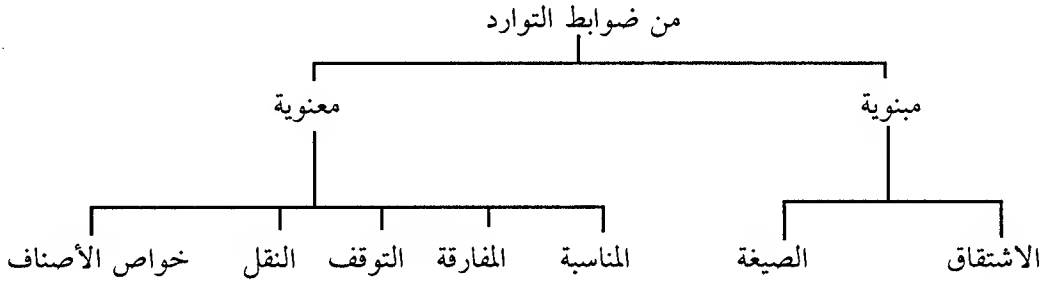 من ضوابط التوارد
مبنوية معنوية
الاشتقاق الصيغة المناسبة المفارقة التوقف النقل خواص الأصناف